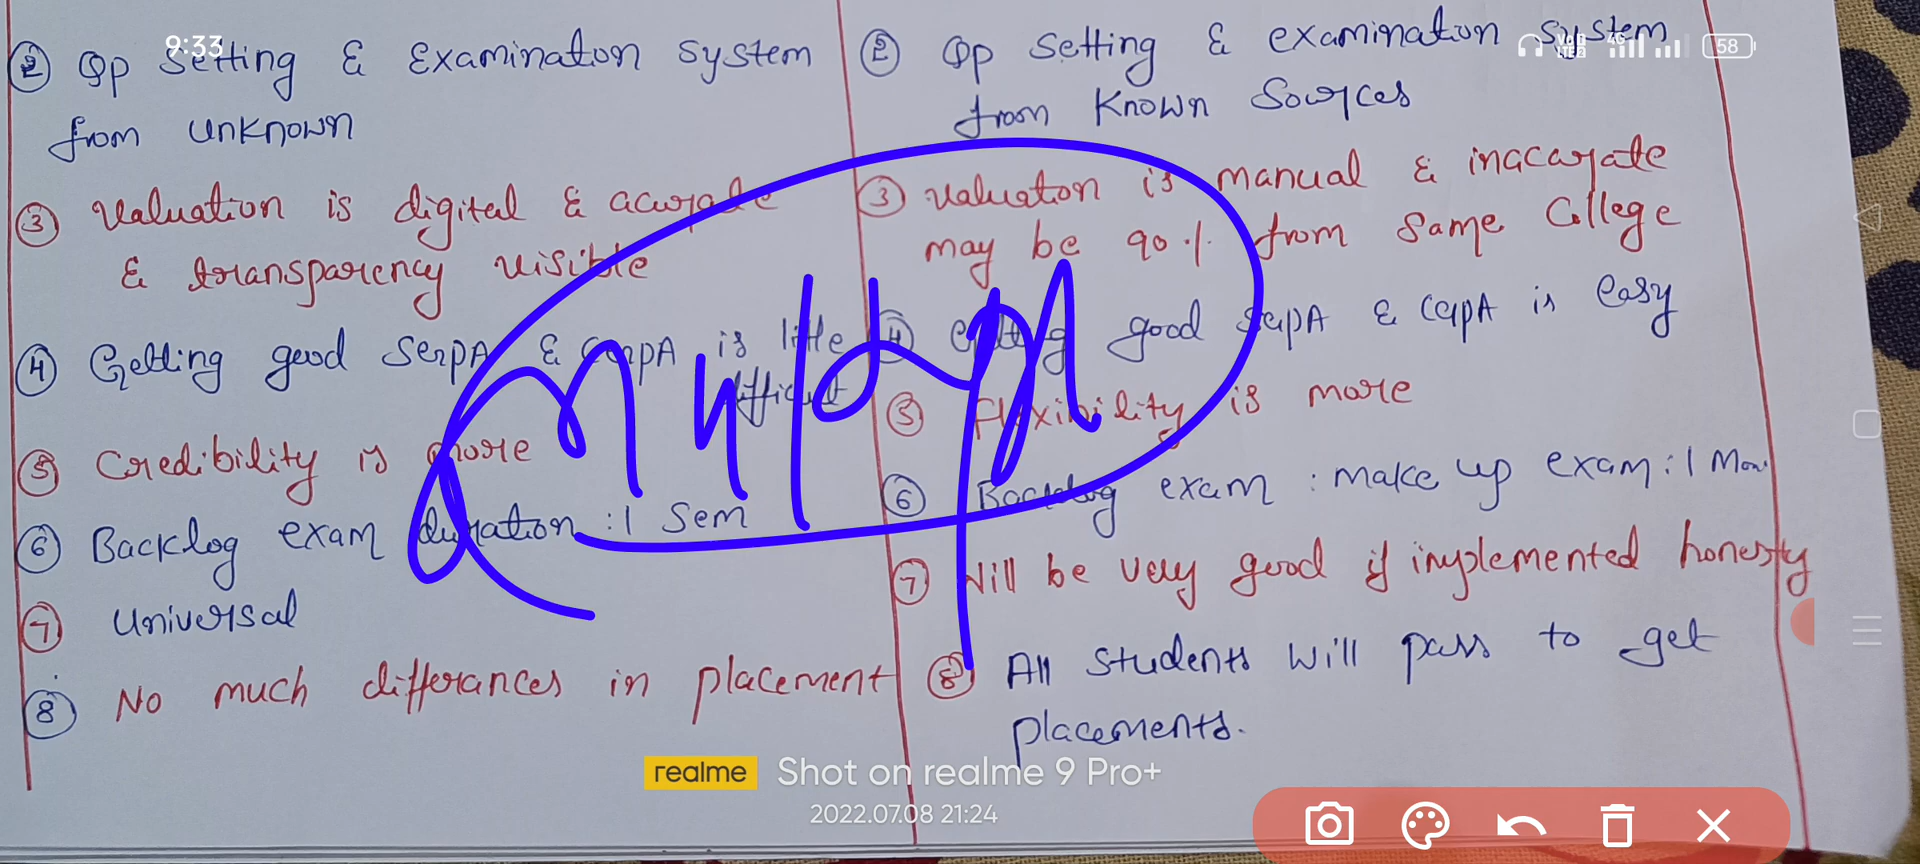 9:33
58
② Qp Setting & Examination System
from unknown
③ Valuation is digital & acurate
& transparency visible
④ Getting good SGPA & CGPA is little
difficult
⑤ Credibility is more
⑥ Backlog exam duration :1 Sem
⑦ Universal
⑧ No much differances in placement
② Qp Setting & examination System
from Known Sources
③ Valuation is manual & inacurate
may be 90 % from Same College
④ Getting good SGPA & CGPA is easy
⑤ Flexibility is more
⑥ Backlog exam : make up exam : 1 Mon
⑦ Will be very good if implemented honesty
⑧ All students will pass to get
placements.
realme Shot on realme 9 Pro+
2022.07.08 21:24